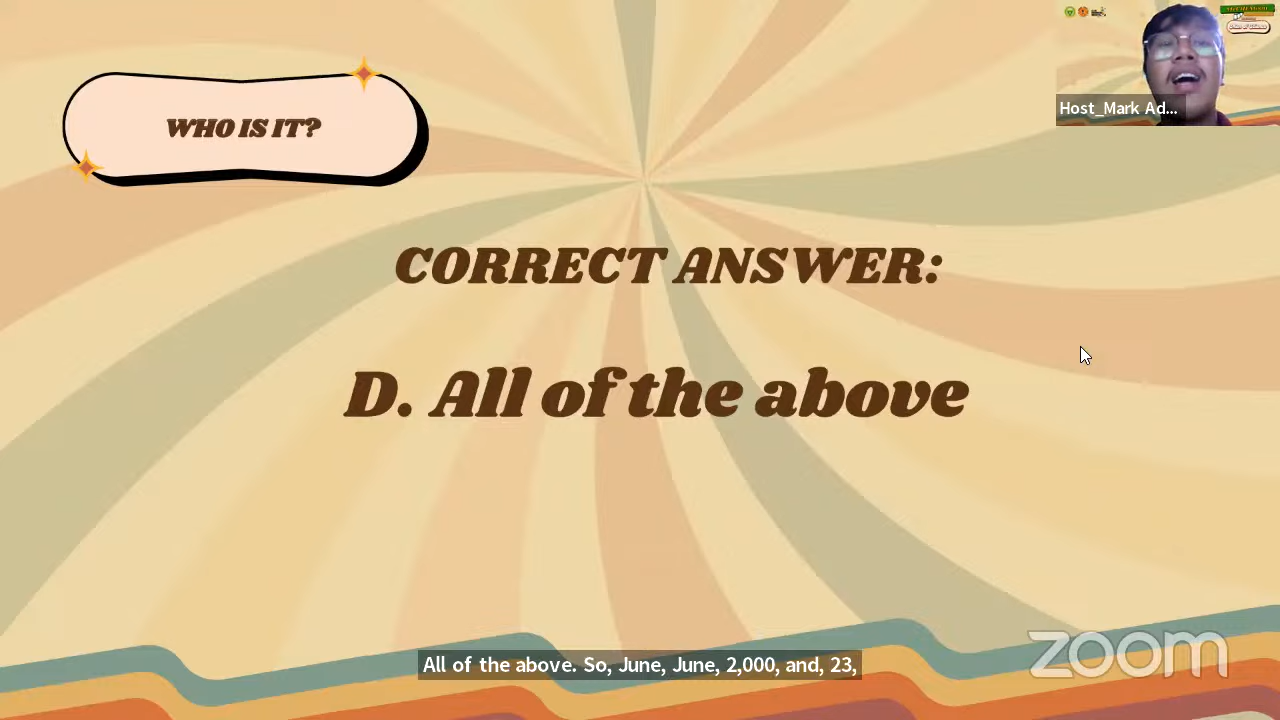 WHO IS IT?
Host_Mark Ad...
CORRECT ANSWER:
D. All of the above
zoom
All of the above. So, June, June, 2,000, and, 23,